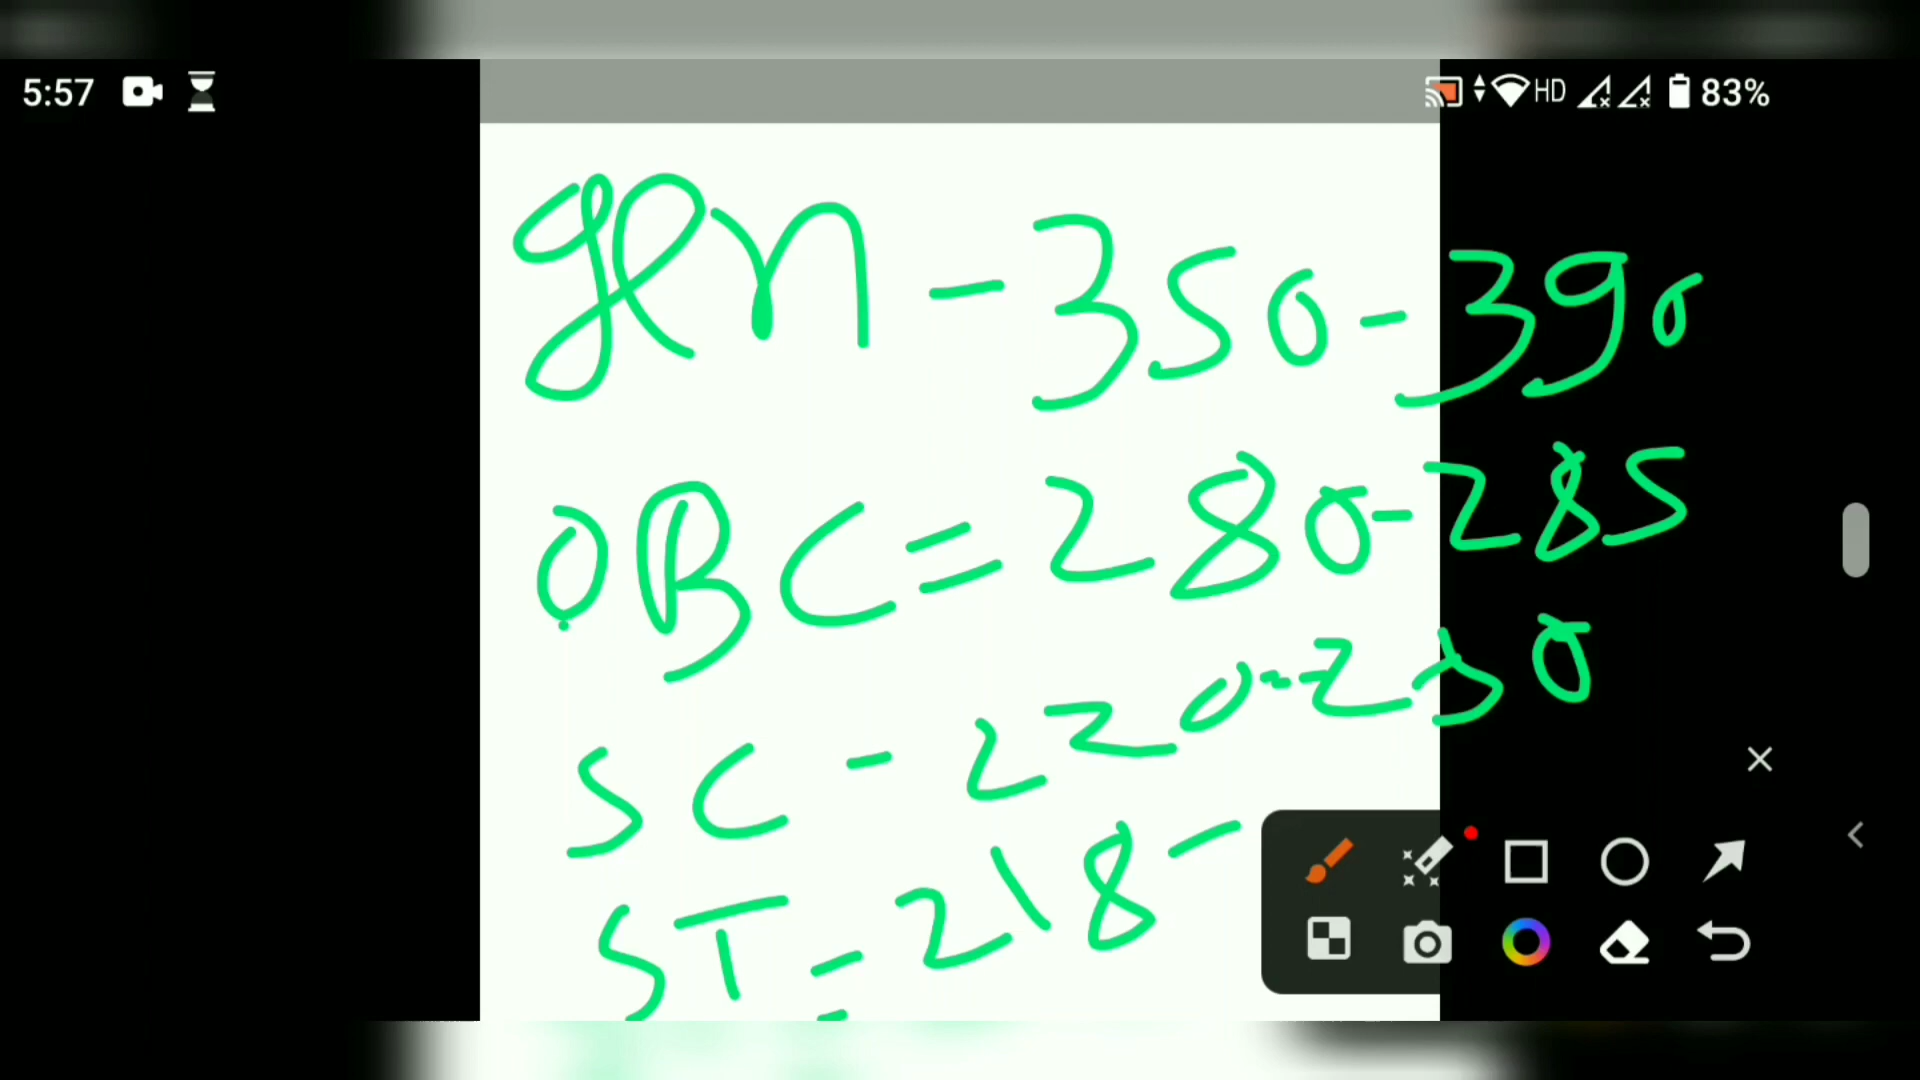 5:57 HD 83%
gen - 350 - 390
OBC = 280 - 285
SC - 220 - 230
ST = 218 -